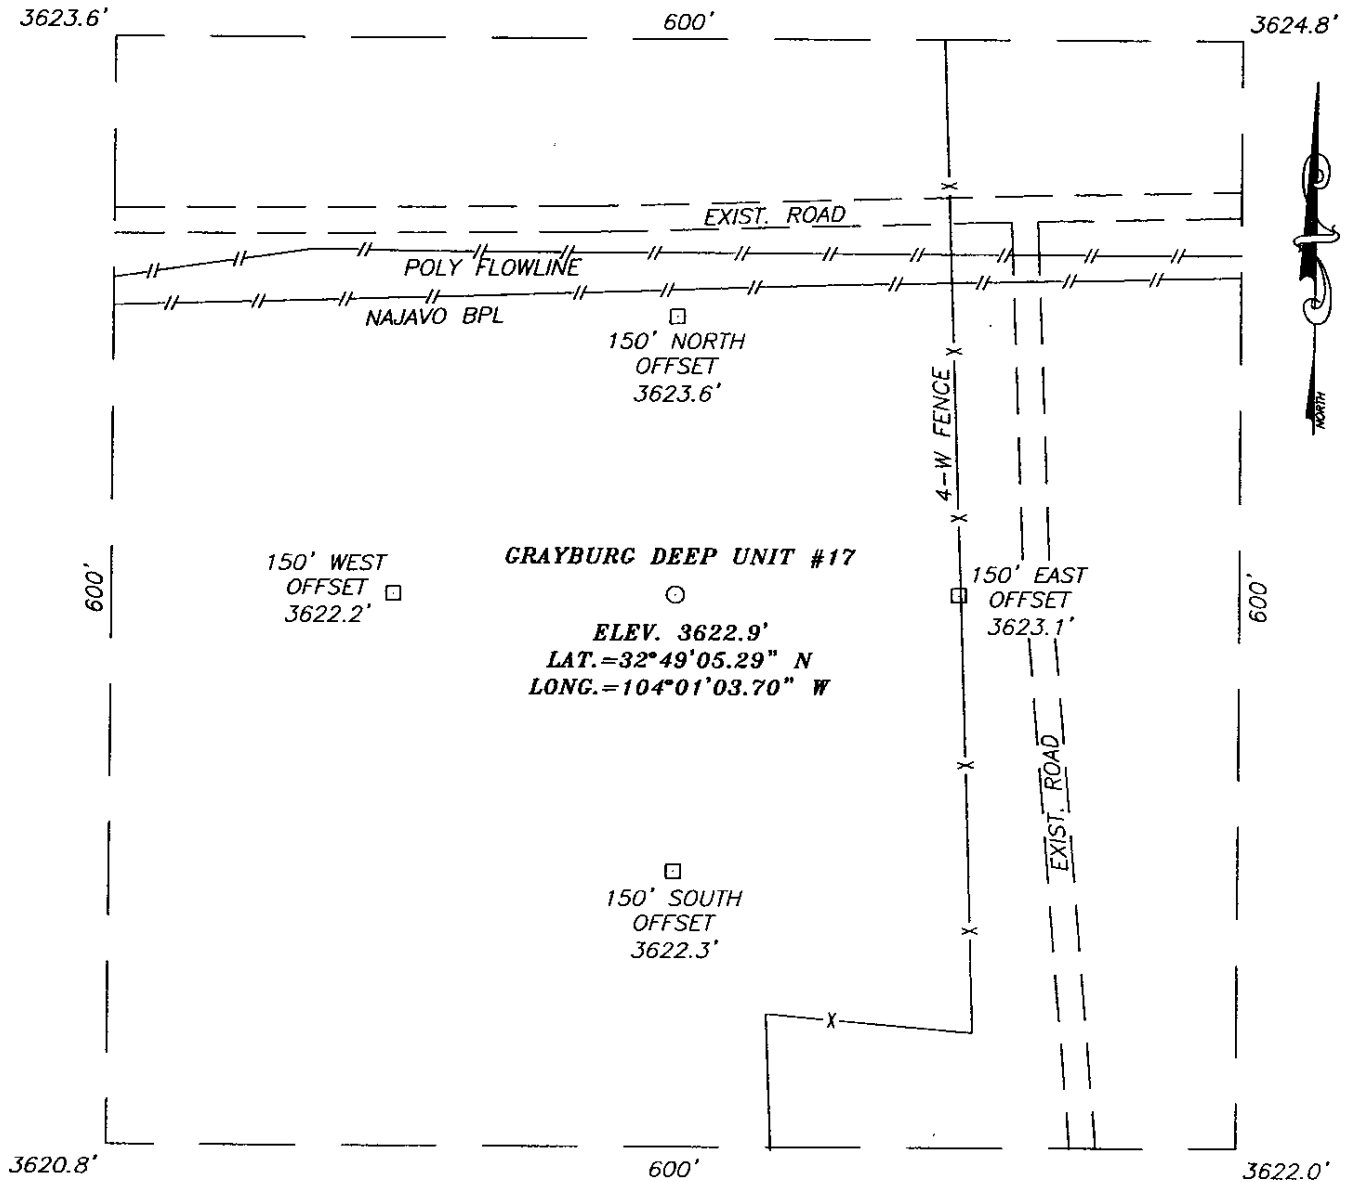 3623.6'
600'
3624.8'
EXIST. ROAD
POLY FLOWLINE
NAJAVO BPL
150' NORTH
OFFSET
3623.6'
NORTH
4-W FENCE
600'
150' WEST
OFFSET
3622.2'
GRAYBURG DEEP UNIT #17
ELEV. 3622.9'
LAT.=32°49'05.29" N
LONG.=104°01'03.70" W
150' EAST
OFFSET
3623.1'
600'
EXIST. ROAD
150' SOUTH
OFFSET
3622.3'
3620.8'
600'
3622.0'